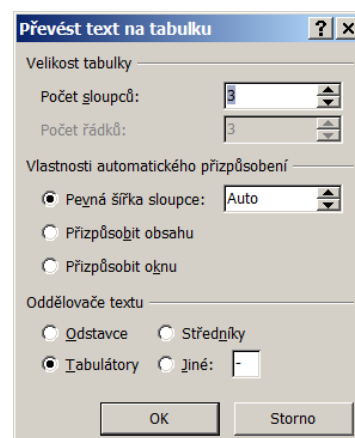 Převést text na tabulku
Velikost tabulky
Počet sloupců: 3
Počet řádků: 3
Vlastnosti automatického přizpůsobení
Pevná šířka sloupce: Auto
Přizpůsobit obsahu
Přizpůsobit oknu
Oddělovače textu
Odstavce Středníky
Tabulátory Jiné: -
OK Storno